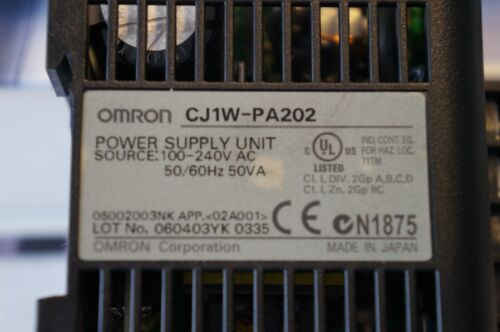 OMRON CJ1W-PA202
POWER SUPPLY UNIT
SOURCE:100-240V AC
50/60Hz 50VA
C UL US
LISTED
IND. CONT. EQ.
FOR HAZ. LOC.
71TM
CI. I, DIV. 2Gp A,B,C,D
CI. I, Zn. 2Gp IIC
05002003NK APP.<02A001>
LOT No. 060403YK 0335
CE N1875
OMRON Corporation MADE IN JAPAN